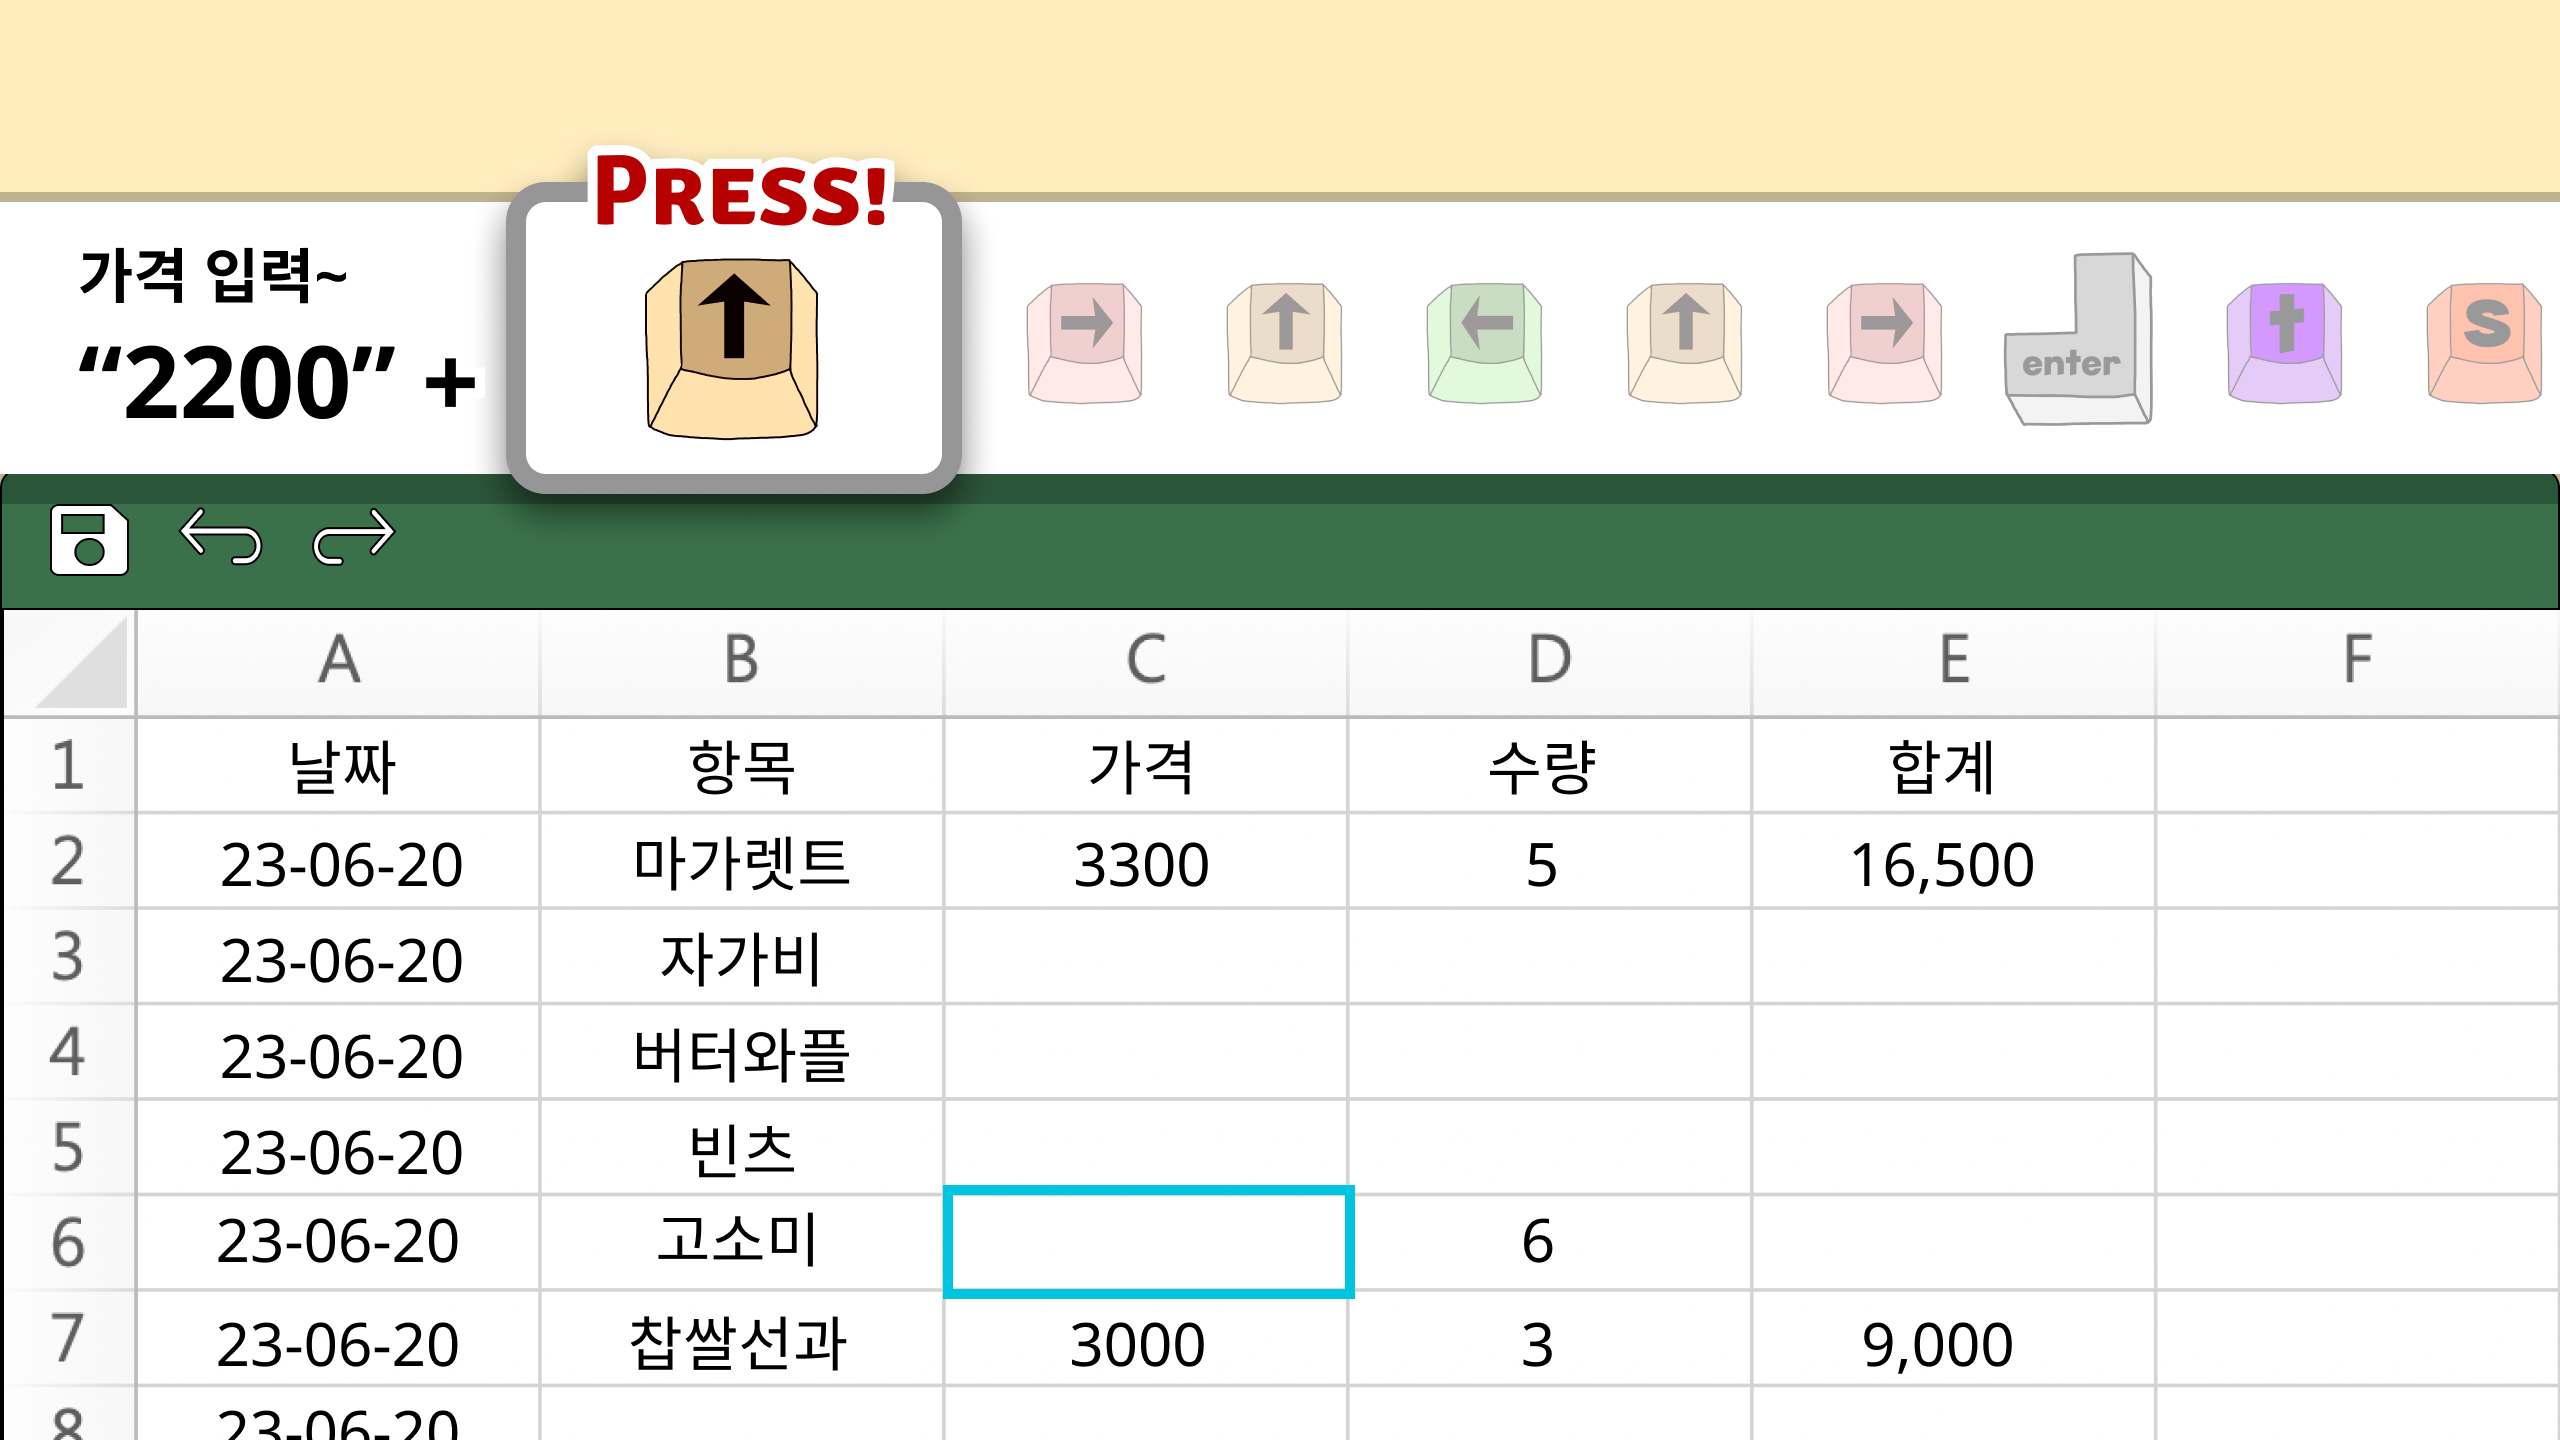 PRESS!
가격 입력~
“2200” +
enter t s
A B C D E F
1 날짜 항목 가격 수량 합계
2 23-06-20 마가렛트 3300 5 16,500
3 23-06-20 자가비
4 23-06-20 버터와플
5 23-06-20 빈츠
6 23-06-20 고소미 6
7 23-06-20 찹쌀선과 3000 3 9,000
8 23-06-20